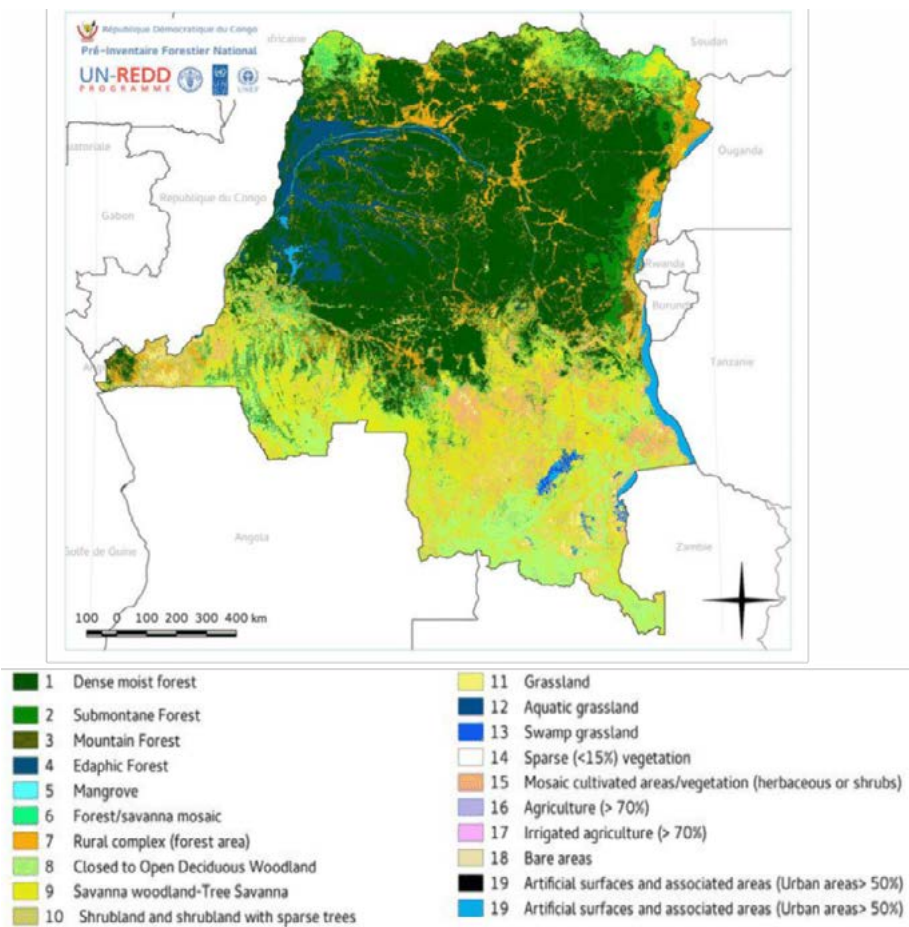 République Démocratique du Congo
Pré-Inventaire Forestier National
UN-REDD
PROGRAMME
UNEP
africaine
Soudan
Ouganda
République du Congo
Gabon
Rwanda
Burundi
Tanzanie
Angola
Golfe de Guine
Zambie
100 0 100 200 300 400 km
1 Dense moist forest
2 Submontane Forest
3 Mountain Forest
4 Edaphic Forest
5 Mangrove
6 Forest/savanna mosaic
7 Rural complex (forest area)
8 Closed to Open Deciduous Woodland
9 Savanna woodland-Tree Savanna
10 Shrubland and shrubland with sparse trees
11 Grassland
12 Aquatic grassland
13 Swamp grassland
14 Sparse (<15%) vegetation
15 Mosaic cultivated areas/vegetation (herbaceous or shrubs)
16 Agriculture (> 70%)
17 Irrigated agriculture (> 70%)
18 Bare areas
19 Artificial surfaces and associated areas (Urban areas> 50%)
19 Artificial surfaces and associated areas (Urban areas> 50%)